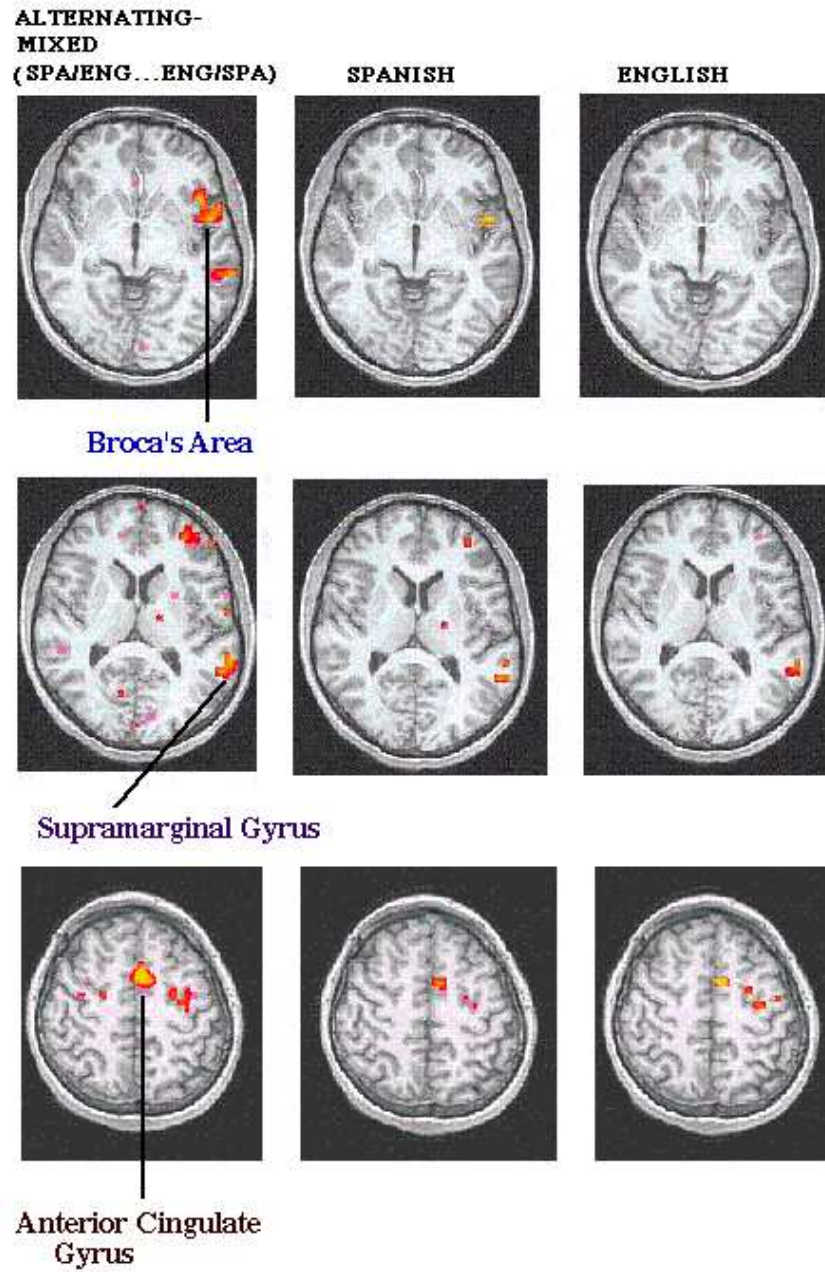 ALTERNATING-
MIXED
(SPA/ENG...ENG/SPA)
SPANISH
ENGLISH
Broca's Area
Supramarginal Gyrus
Anterior Cingulate
Gyrus